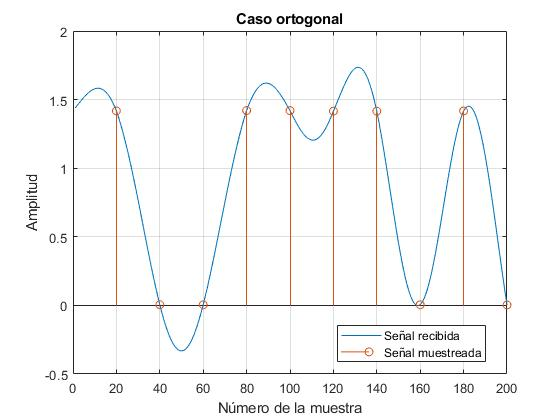 Caso ortogonal
2
1.5
1
0.5
0
-0.5
Amplitud
0 20 40 60 80 100 120 140 160 180 200
Número de la muestra
Señal recibida
Señal muestreada